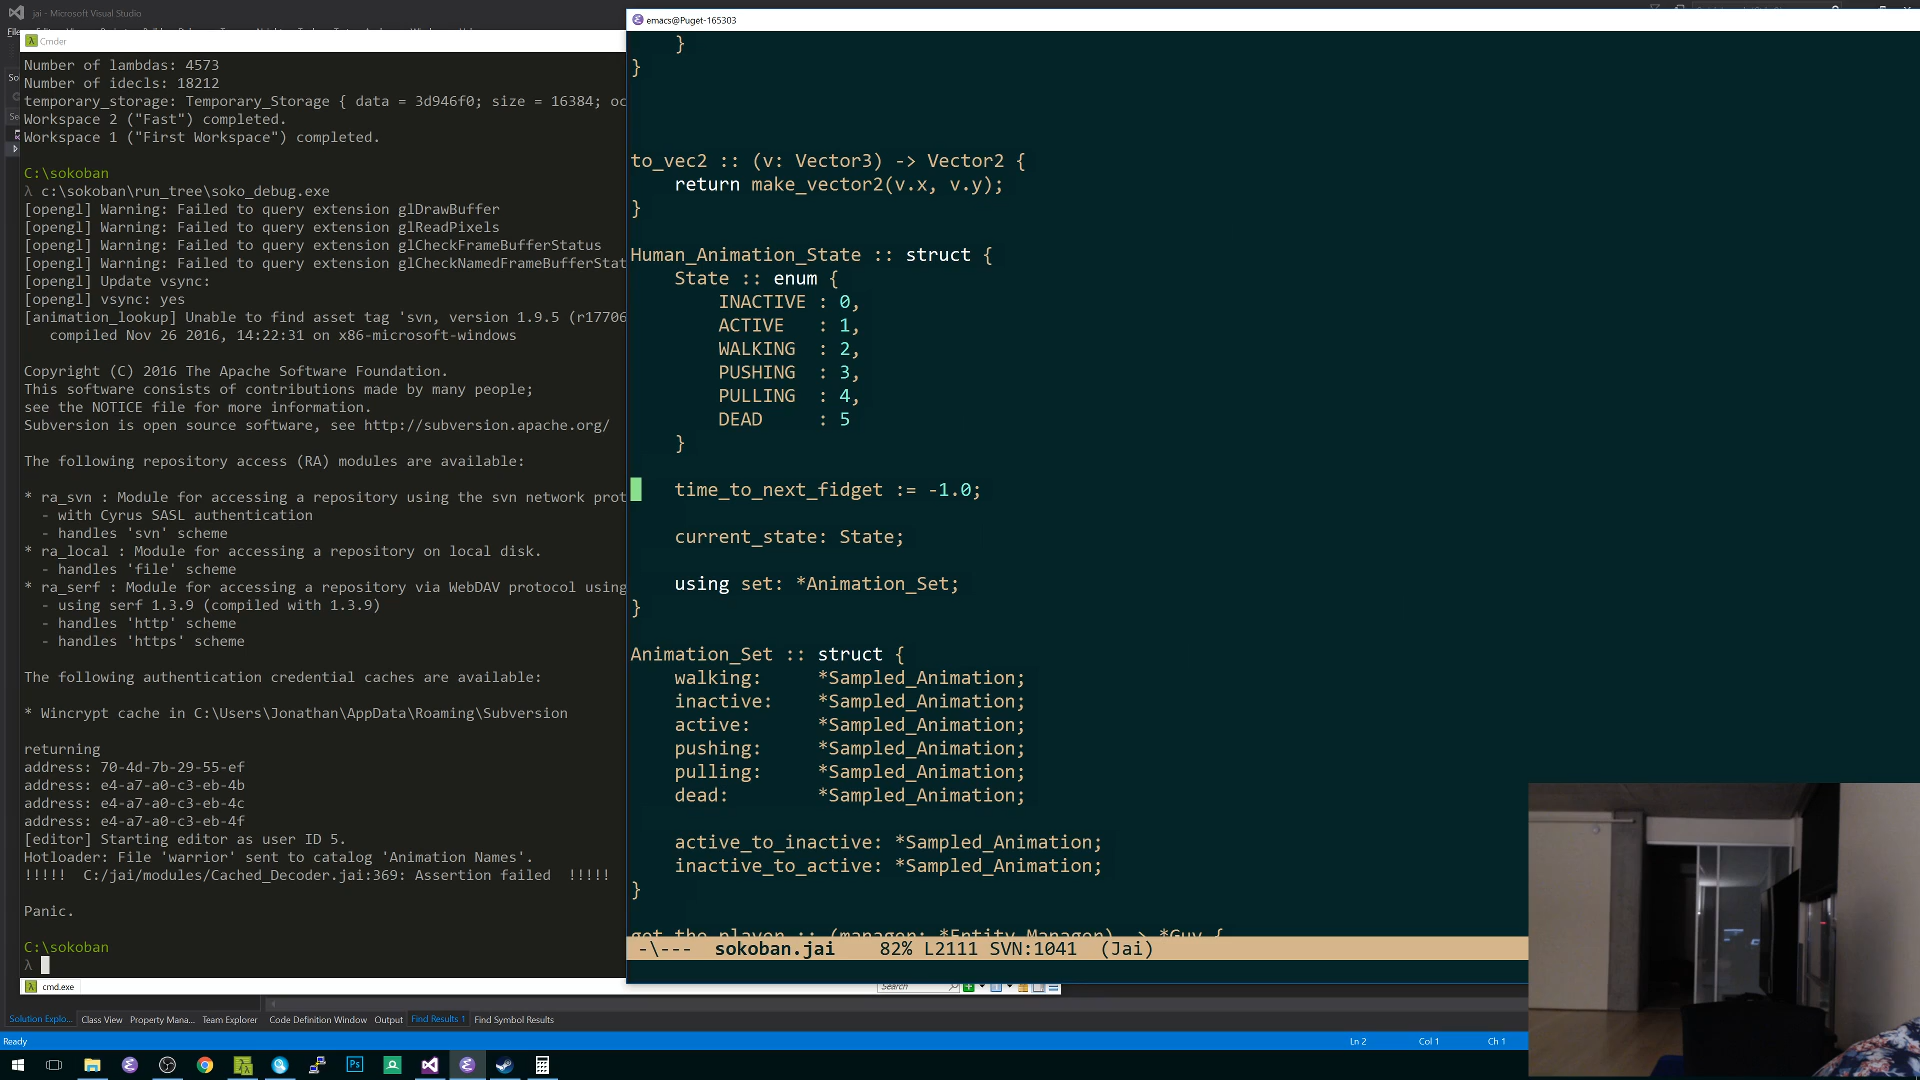 jai - Microsoft Visual Studio
Cmder
Number of lambdas: 4573
Number of idecls: 18212
temporary_storage: Temporary_Storage { data = 3d946f0; size = 16384; oc
Workspace 2 ("Fast") completed.
Workspace 1 ("First Workspace") completed.
C:\sokoban
λ c:\sokoban\run_tree\soko_debug.exe
[opengl] Warning: Failed to query extension glDrawBuffer
[opengl] Warning: Failed to query extension glReadPixels
[opengl] Warning: Failed to query extension glCheckFrameBufferStatus
[opengl] Warning: Failed to query extension glCheckNamedFrameBufferStat
[opengl] Update vsync:
[opengl] vsync: yes
[animation_lookup] Unable to find asset tag 'svn, version 1.9.5 (r17706
compiled Nov 26 2016, 14:22:31 on x86-microsoft-windows
Copyright (C) 2016 The Apache Software Foundation.
This software consists of contributions made by many people;
see the NOTICE file for more information.
Subversion is open source software, see http://subversion.apache.org/
The following repository access (RA) modules are available:
* ra_svn : Module for accessing a repository using the svn network prot
- with Cyrus SASL authentication
- handles 'svn' scheme
* ra_local : Module for accessing a repository on local disk.
- handles 'file' scheme
* ra_serf : Module for accessing a repository via WebDAV protocol using
- using serf 1.3.9 (compiled with 1.3.9)
- handles 'http' scheme
- handles 'https' scheme
The following authentication credential caches are available:
* Wincrypt cache in C:\Users\Jonathan\AppData\Roaming\Subversion
returning
address: 70-4d-7b-29-55-ef
address: e4-a7-a0-c3-eb-4b
address: e4-a7-a0-c3-eb-4c
address: e4-a7-a0-c3-eb-4f
[editor] Starting editor as user ID 5.
Hotloader: File 'warrior' sent to catalog 'Animation Names'.
!!!!!  C:/jai/modules/Cached_Decoder.jai:369: Assertion failed  !!!!!
Panic.
C:\sokoban
λ
cmd.exe
emacs@Puget-165303
}
}
to_vec2 :: (v: Vector3) -> Vector2 {
return make_vector2(v.x, v.y);
}
Human_Animation_State :: struct {
State :: enum {
INACTIVE : 0,
ACTIVE   : 1,
WALKING  : 2,
PUSHING  : 3,
PULLING  : 4,
DEAD     : 5
}
time_to_next_fidget := -1.0;
current_state: State;
using set: *Animation_Set;
}
Animation_Set :: struct {
walking:     *Sampled_Animation;
inactive:    *Sampled_Animation;
active:      *Sampled_Animation;
pushing:     *Sampled_Animation;
pulling:     *Sampled_Animation;
dead:        *Sampled_Animation;
active_to_inactive: *Sampled_Animation;
inactive_to_active: *Sampled_Animation;
}
get_the_player :: (manager: *Entity_Manager) -> *Guy {
-\--- sokoban.jai 82% L2111 SVN:1041 (Jai)
Search
Solution Explo... Class View Property Mana... Team Explorer Code Definition Window Output Find Results 1 Find Symbol Results
Ready Ln 2 Col 1 Ch 1